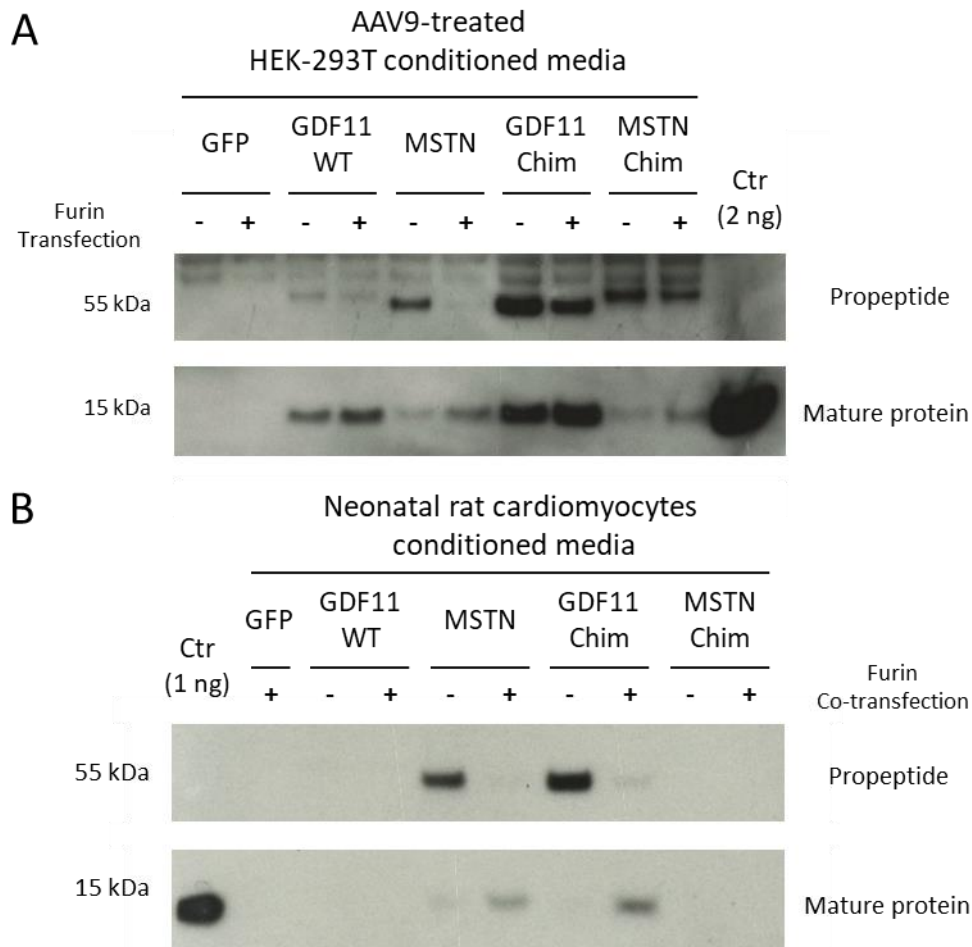 A
AAV9-treated
HEK-293T conditioned media
GFP
GDF11
WT
MSTN
GDF11
Chim
MSTN
Chim
Ctr
(2 ng)
Furin
Transfection
- + - + - + - + - +
55 kDa
Propeptide
15 kDa
Mature protein
B
Neonatal rat cardiomyocytes
conditioned media
Ctr
(1 ng)
GFP
GDF11
WT
MSTN
GDF11
Chim
MSTN
Chim
+ - + - + - + - +
Furin
Co-transfection
55 kDa
Propeptide
15 kDa
Mature protein